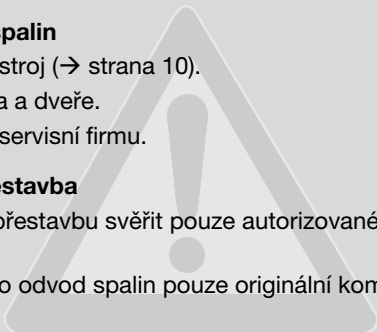 spalin
stroj (→ strana 10).
a dveře.
servisní firmu.
estavba
přestavbu svěřit pouze autorizované
o odvod spalin pouze originální kom